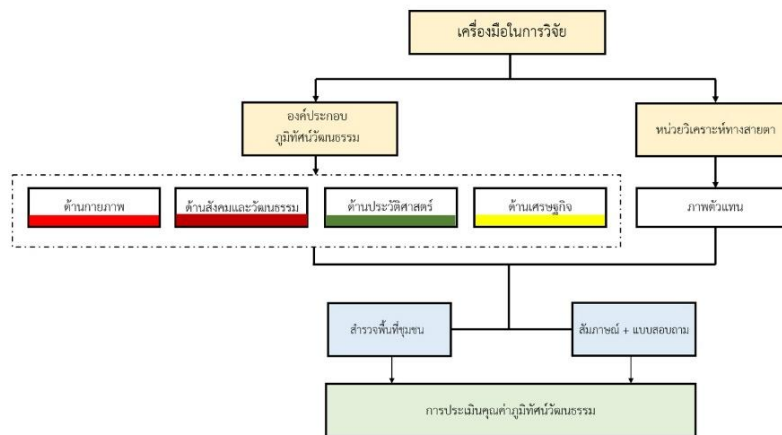 เครื่องมือในการวิจัย
องค์ประกอบ
ภูมิทัศน์วัฒนธรรม
หน่วยวิเคราะห์ทางสายตา
ด้านกายภาพ
ด้านสังคมและวัฒนธรรม
ด้านประวัติศาสตร์
ด้านเศรษฐกิจ
ภาพตัวแทน
สำรวจพื้นที่ชุมชน
สัมภาษณ์ + แบบสอบถาม
การประเมินคุณค่าภูมิทัศน์วัฒนธรรม